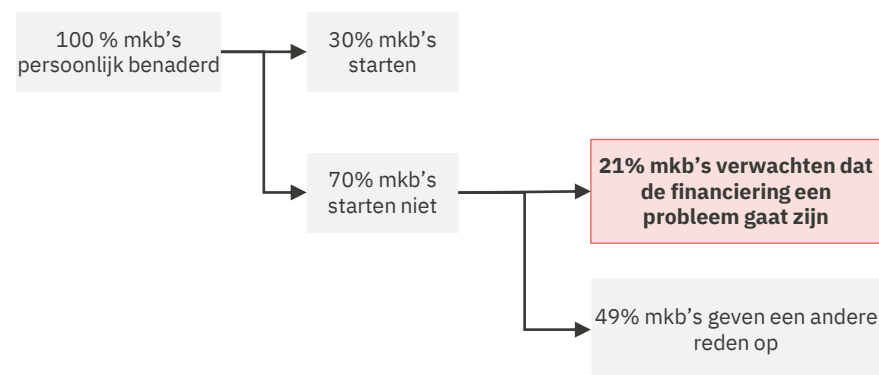 100 % mkb’s
persoonlijk benaderd
30% mkb’s
starten
70% mkb’s
starten niet
21% mkb’s verwachten dat
de financiering een
probleem gaat zijn
49% mkb’s geven een andere
reden op